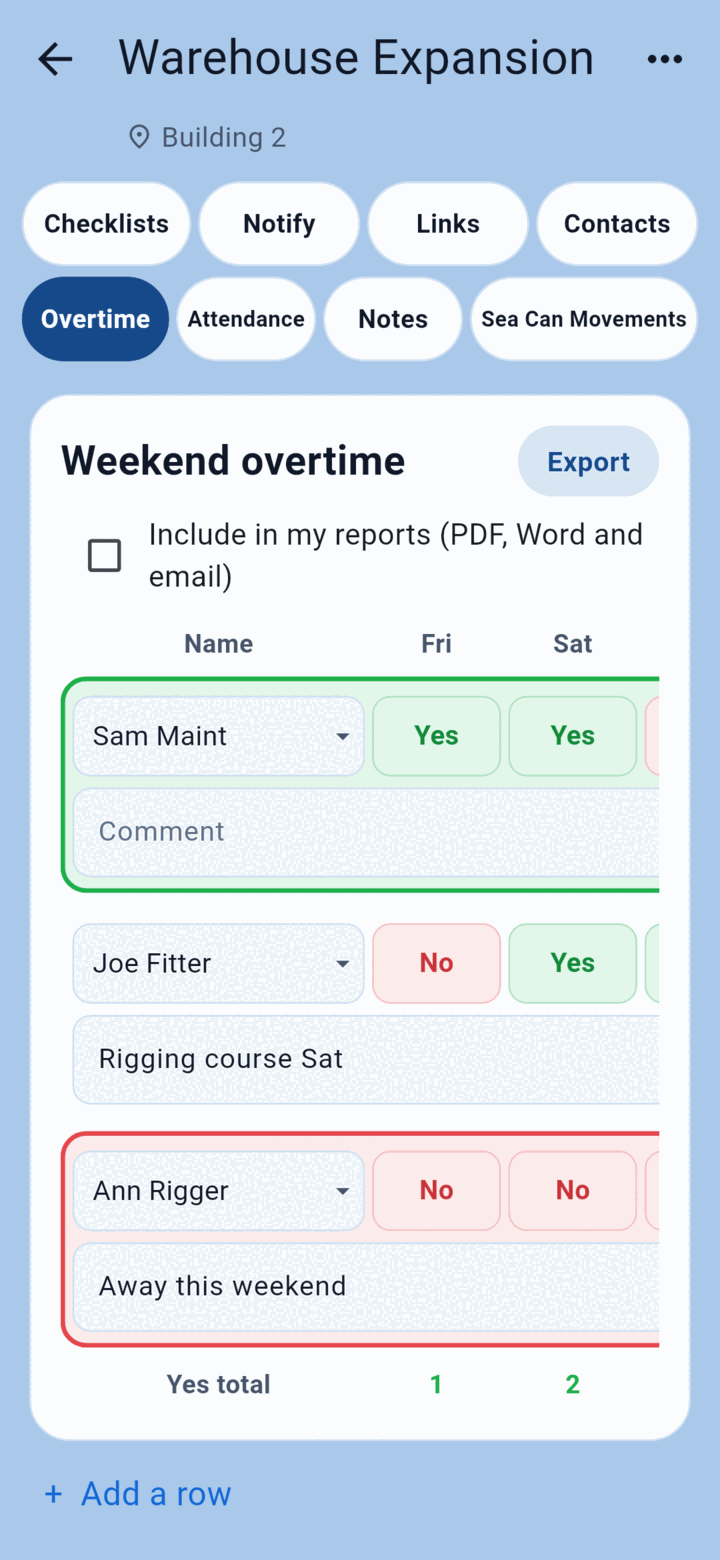 Warehouse Expansion
Building 2
Checklists Notify Links Contacts
Overtime Attendance Notes Sea Can Movements
Weekend overtime Export
Include in my reports (PDF, Word and
email)
Name Fri Sat
Sam Maint Yes Yes
Comment
Joe Fitter No Yes
Rigging course Sat
Ann Rigger No No
Away this weekend
Yes total 1 2
+ Add a row